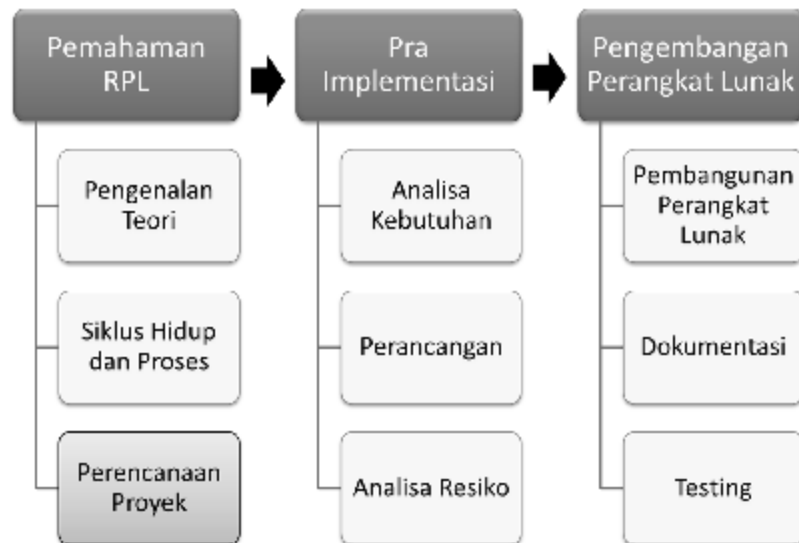 Pemahaman
RPL
Pengenalan
Teori
Siklus Hidup
dan Proses
Perencanaan
Proyek
Pra
Implementasi
Analisa
Kebutuhan
Perancangan
Analisa Resiko
Pengembangan
Perangkat Lunak
Pembangunan
Perangkat
Lunak
Dokumentasi
Testing